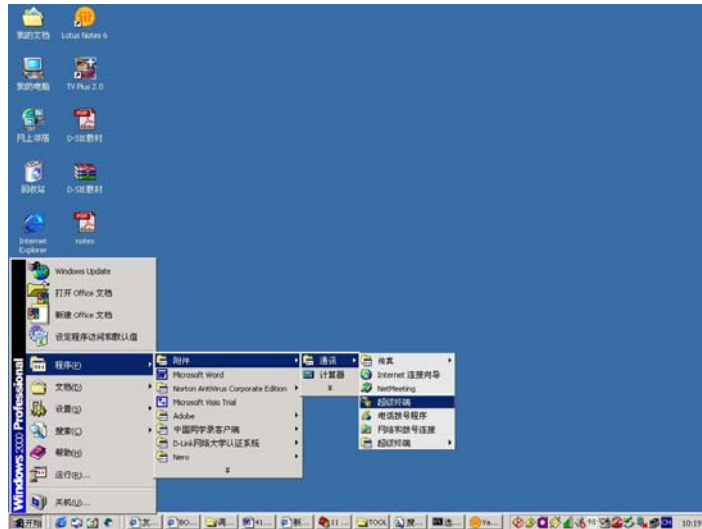 我的文档
Lotus Notes 6
我的电脑
TV Plus 2.0
网上邻居
D-SIE教材
回收站
D-SIE教材
Internet Explorer
notes
Windows Update
打开 Office 文档
新建 Office 文档
设定程序访问和默认值
程序(P)
文档(D)
设置(S)
搜索(C)
帮助(H)
运行(R)...
关机(U)...
Windows 2000 Professional
附件
Microsoft Word
Norton AntiVirus Corporate Edition
Microsoft Visio Trial
Adobe
中国同学录客户端
D-Link网络大学认证系统
Nero
通讯
计算器
传真
Internet 连接向导
NetMeeting
超级终端
电话拨号程序
网络和拨号连接
超级终端
开始
TOOL
10:19